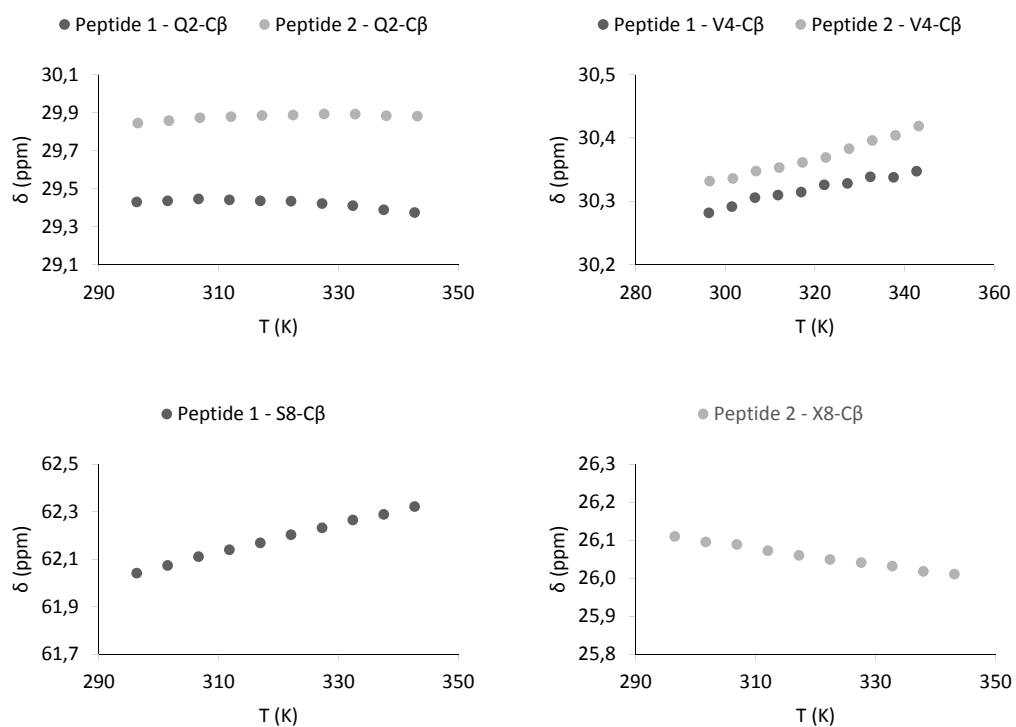 Peptide 1 - Q2-Cβ Peptide 2 - Q2-Cβ
30,1
29,9
29,7
29,5
29,3
29,1
δ (ppm)
290 310 330 350
T (K)
Peptide 1 - V4-Cβ Peptide 2 - V4-Cβ
30,5
30,4
30,3
30,2
δ (ppm)
280 300 320 340 360
T (K)
Peptide 1 - S8-Cβ
62,5
62,3
62,1
61,9
61,7
δ (ppm)
290 310 330 350
T (K)
Peptide 2 - X8-Cβ
26,3
26,2
26,1
26,0
25,9
25,8
δ (ppm)
290 310 330 350
T (K)